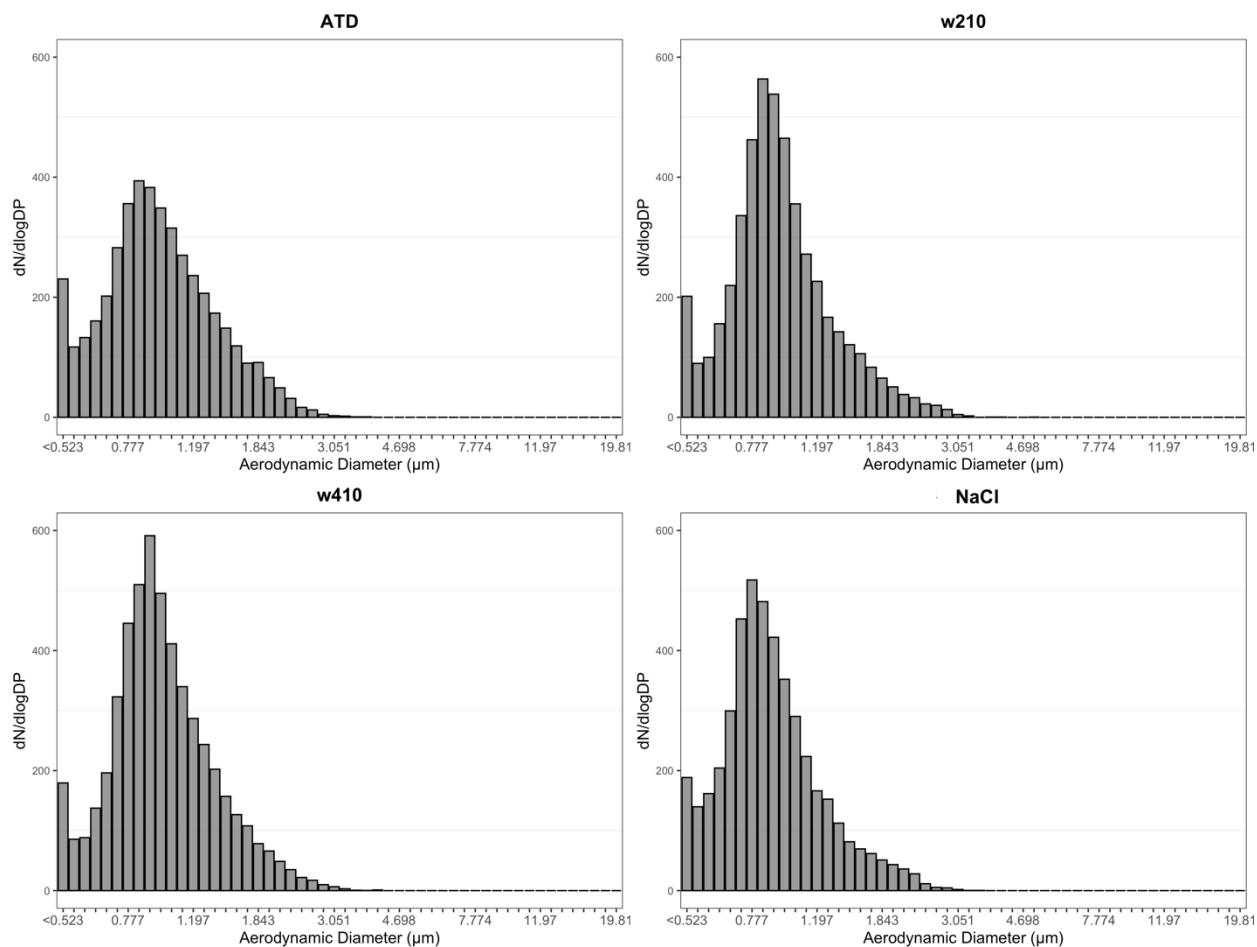 ATD
600
400
200
0
dN/dlogDP
<0.523 0.777 1.197 1.843 3.051 4.698 7.774 11.97 19.81
Aerodynamic Diameter (µm)
w210
600
400
200
0
dN/dlogDP
<0.523 0.777 1.197 1.843 3.051 4.698 7.774 11.97 19.81
Aerodynamic Diameter (µm)
w410
600
400
200
0
dN/dlogDP
<0.523 0.777 1.197 1.843 3.051 4.698 7.774 11.97 19.81
Aerodynamic Diameter (µm)
NaCl
600
400
200
0
dN/dlogDP
<0.523 0.777 1.197 1.843 3.051 4.698 7.774 11.97 19.81
Aerodynamic Diameter (µm)